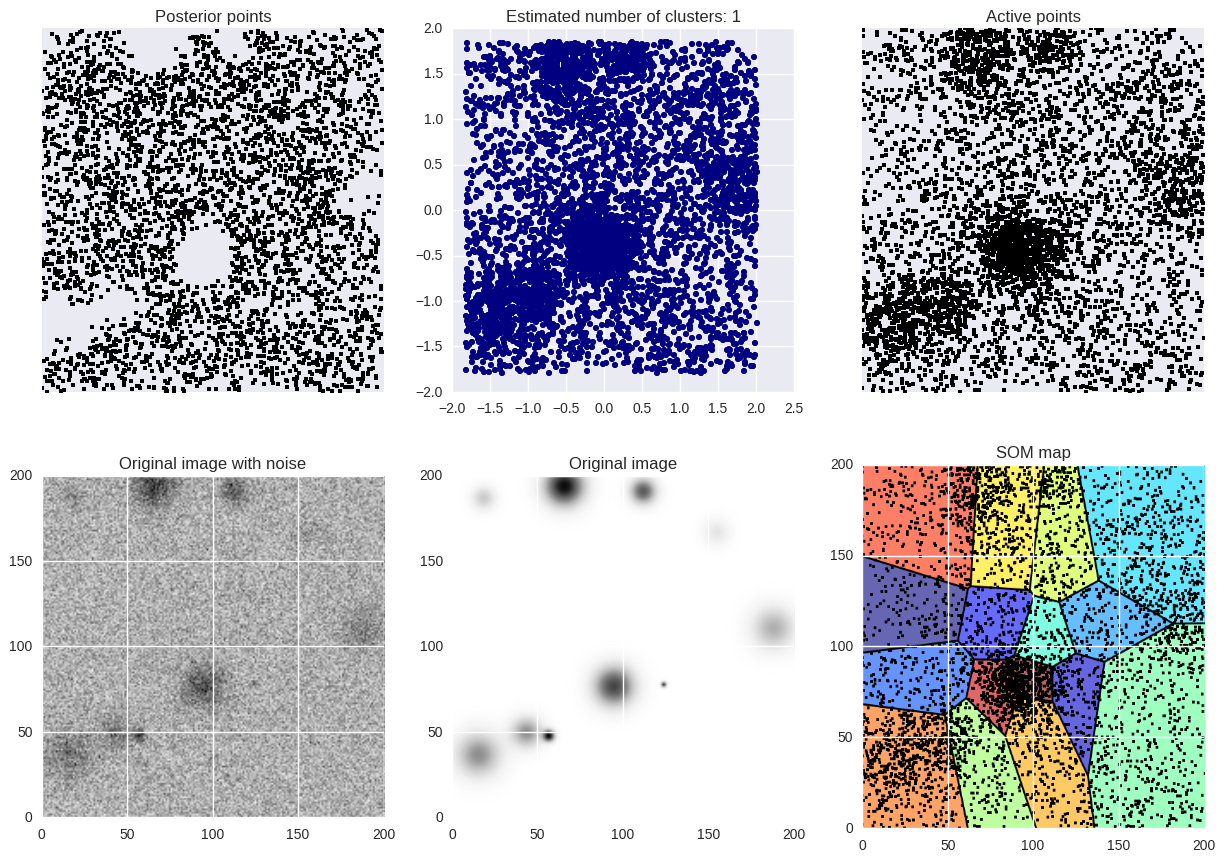 Posterior points
Estimated number of clusters: 1
Active points
2.0
1.5
1.0
0.5
0.0
−0.5
−1.0
−1.5
−2.0
−2.0 −1.5 −1.0 −0.5 0.0 0.5 1.0 1.5 2.0 2.5
Original image with noise
Original image
SOM map
200
150
100
50
0
0 50 100 150 200
200
150
100
50
0
0 50 100 150 200
200
150
100
50
0
0 50 100 150 200